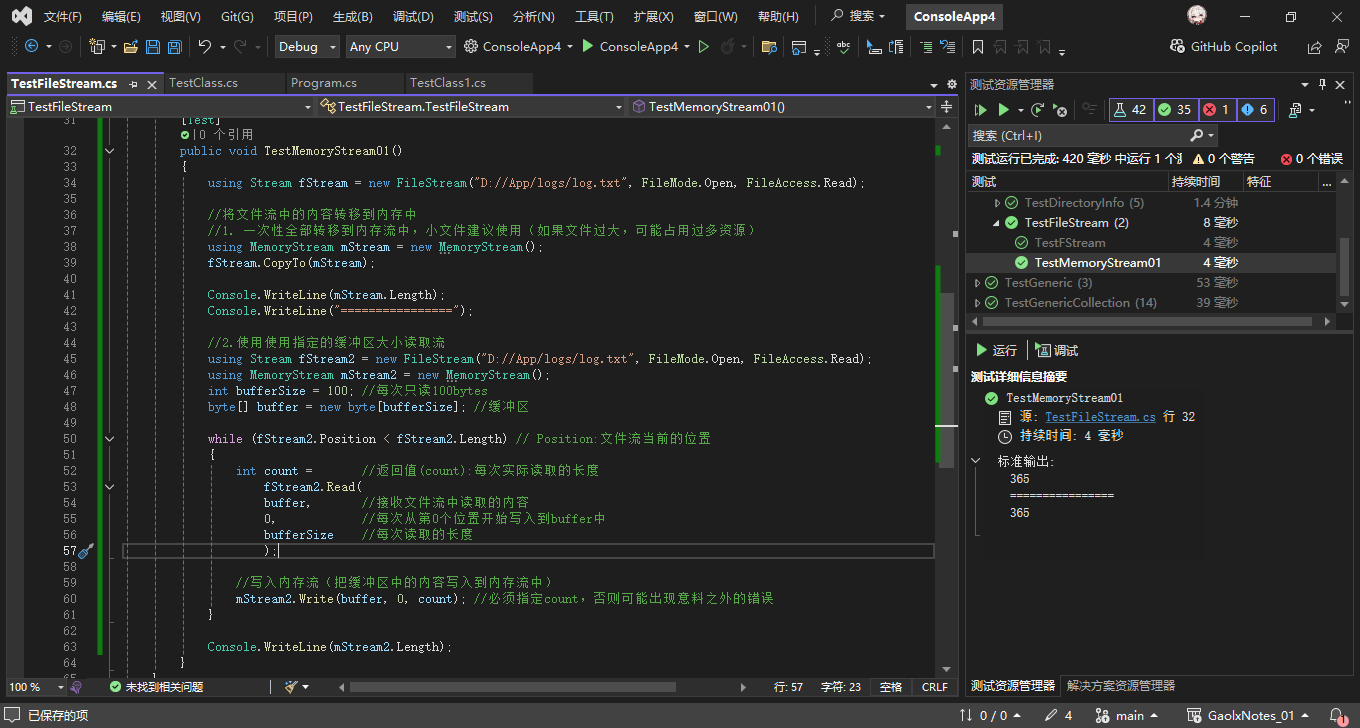 文件(F) 编辑(E) 视图(V) Git(G) 项目(P) 生成(B) 调试(D) 测试(S) 分析(N) 工具(T) 扩展(X) 窗口(W) 帮助(H) 搜索 ConsoleApp4
Debug Any CPU ConsoleApp4 ConsoleApp4 abc GitHub Copilot
TestFileStream.cs TestClass.cs Program.cs TestClass1.cs
TestFileStream TestFileStream.TestFileStream TestMemoryStream01()
31 [Test]
0 个引用
32 public void TestMemoryStream01()
33 {
34 using Stream fStream = new FileStream("D://App/logs/log.txt", FileMode.Open, FileAccess.Read);
35
36 //将文件流中的内容转移到内存中
37 //1. 一次性全部转移到内存流中，小文件建议使用（如果文件过大，可能占用过多资源）
38 using MemoryStream mStream = new MemoryStream();
39 fStream.CopyTo(mStream);
40
41 Console.WriteLine(mStream.Length);
42 Console.WriteLine("================");
43
44 //2.使用使用指定的缓冲区大小读取流
45 using Stream fStream2 = new FileStream("D://App/logs/log.txt", FileMode.Open, FileAccess.Read);
46 using MemoryStream mStream2 = new MemoryStream();
47 int bufferSize = 100; //每次只读100bytes
48 byte[] buffer = new byte[bufferSize]; //缓冲区
49
50 while (fStream2.Position < fStream2.Length) // Position:文件流当前的位置
51 {
52 int count = //返回值(count):每次实际读取的长度
53 fStream2.Read(
54 buffer, //接收文件流中读取的内容
55 0, //每次从第0个位置开始写入到buffer中
56 bufferSize //每次读取的长度
57 );
58
59 //写入内存流（把缓冲区中的内容写入到内存流中）
60 mStream2.Write(buffer, 0, count); //必须指定count，否则可能出现意料之外的错误
61 }
62
63 Console.WriteLine(mStream2.Length);
64 }
100 % 未找到相关问题 行: 57 字符: 23 空格 CRLF
测试资源管理器
42 35 1 6
搜索 (Ctrl+I)
测试运行已完成: 420 毫秒 中运行 1 个 0 个警告 0 个错误
测试 持续时间 特征 ...
TestDirectoryInfo (5) 1.4 分钟
TestFileStream (2) 8 毫秒
TestFStream 4 毫秒
TestMemoryStream01 4 毫秒
TestGeneric (3) 53 毫秒
TestGenericCollection (14) 39 毫秒
运行 调试
测试详细信息摘要
TestMemoryStream01
源: TestFileStream.cs 行 32
持续时间: 4 毫秒
标准输出:
365
================
365
测试资源管理器 解决方案资源管理器
已保存的项 0 / 0 4 main GaolxNotes_01 1